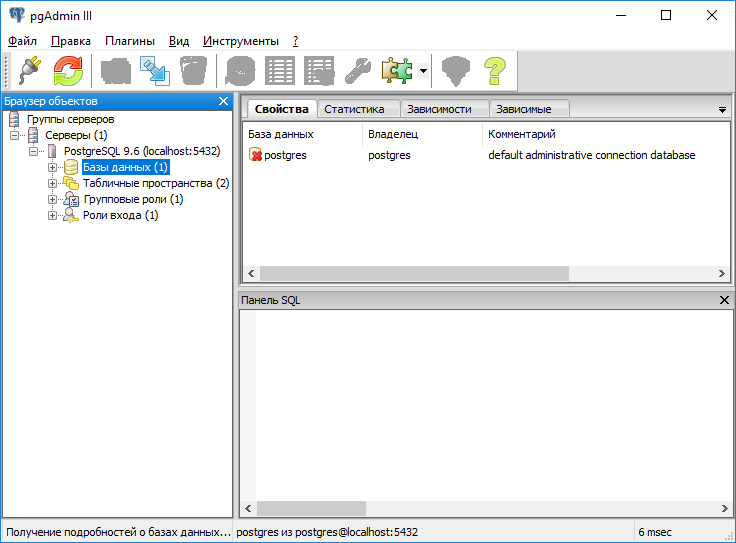 pgAdmin III
Файл Правка Плагины Вид Инструменты ?
Браузер объектов
Группы серверов
Серверы (1)
PostgreSQL 9.6 (localhost:5432)
Базы данных (1)
Табличные пространства (2)
Групповые роли (1)
Роли входа (1)
Свойства Статистика Зависимости Зависимые
База данных Владелец Комментарий
postgres postgres default administrative connection database
Панель SQL
Получение подробностей о базах данных... postgres из postgres@localhost:5432 6 msec